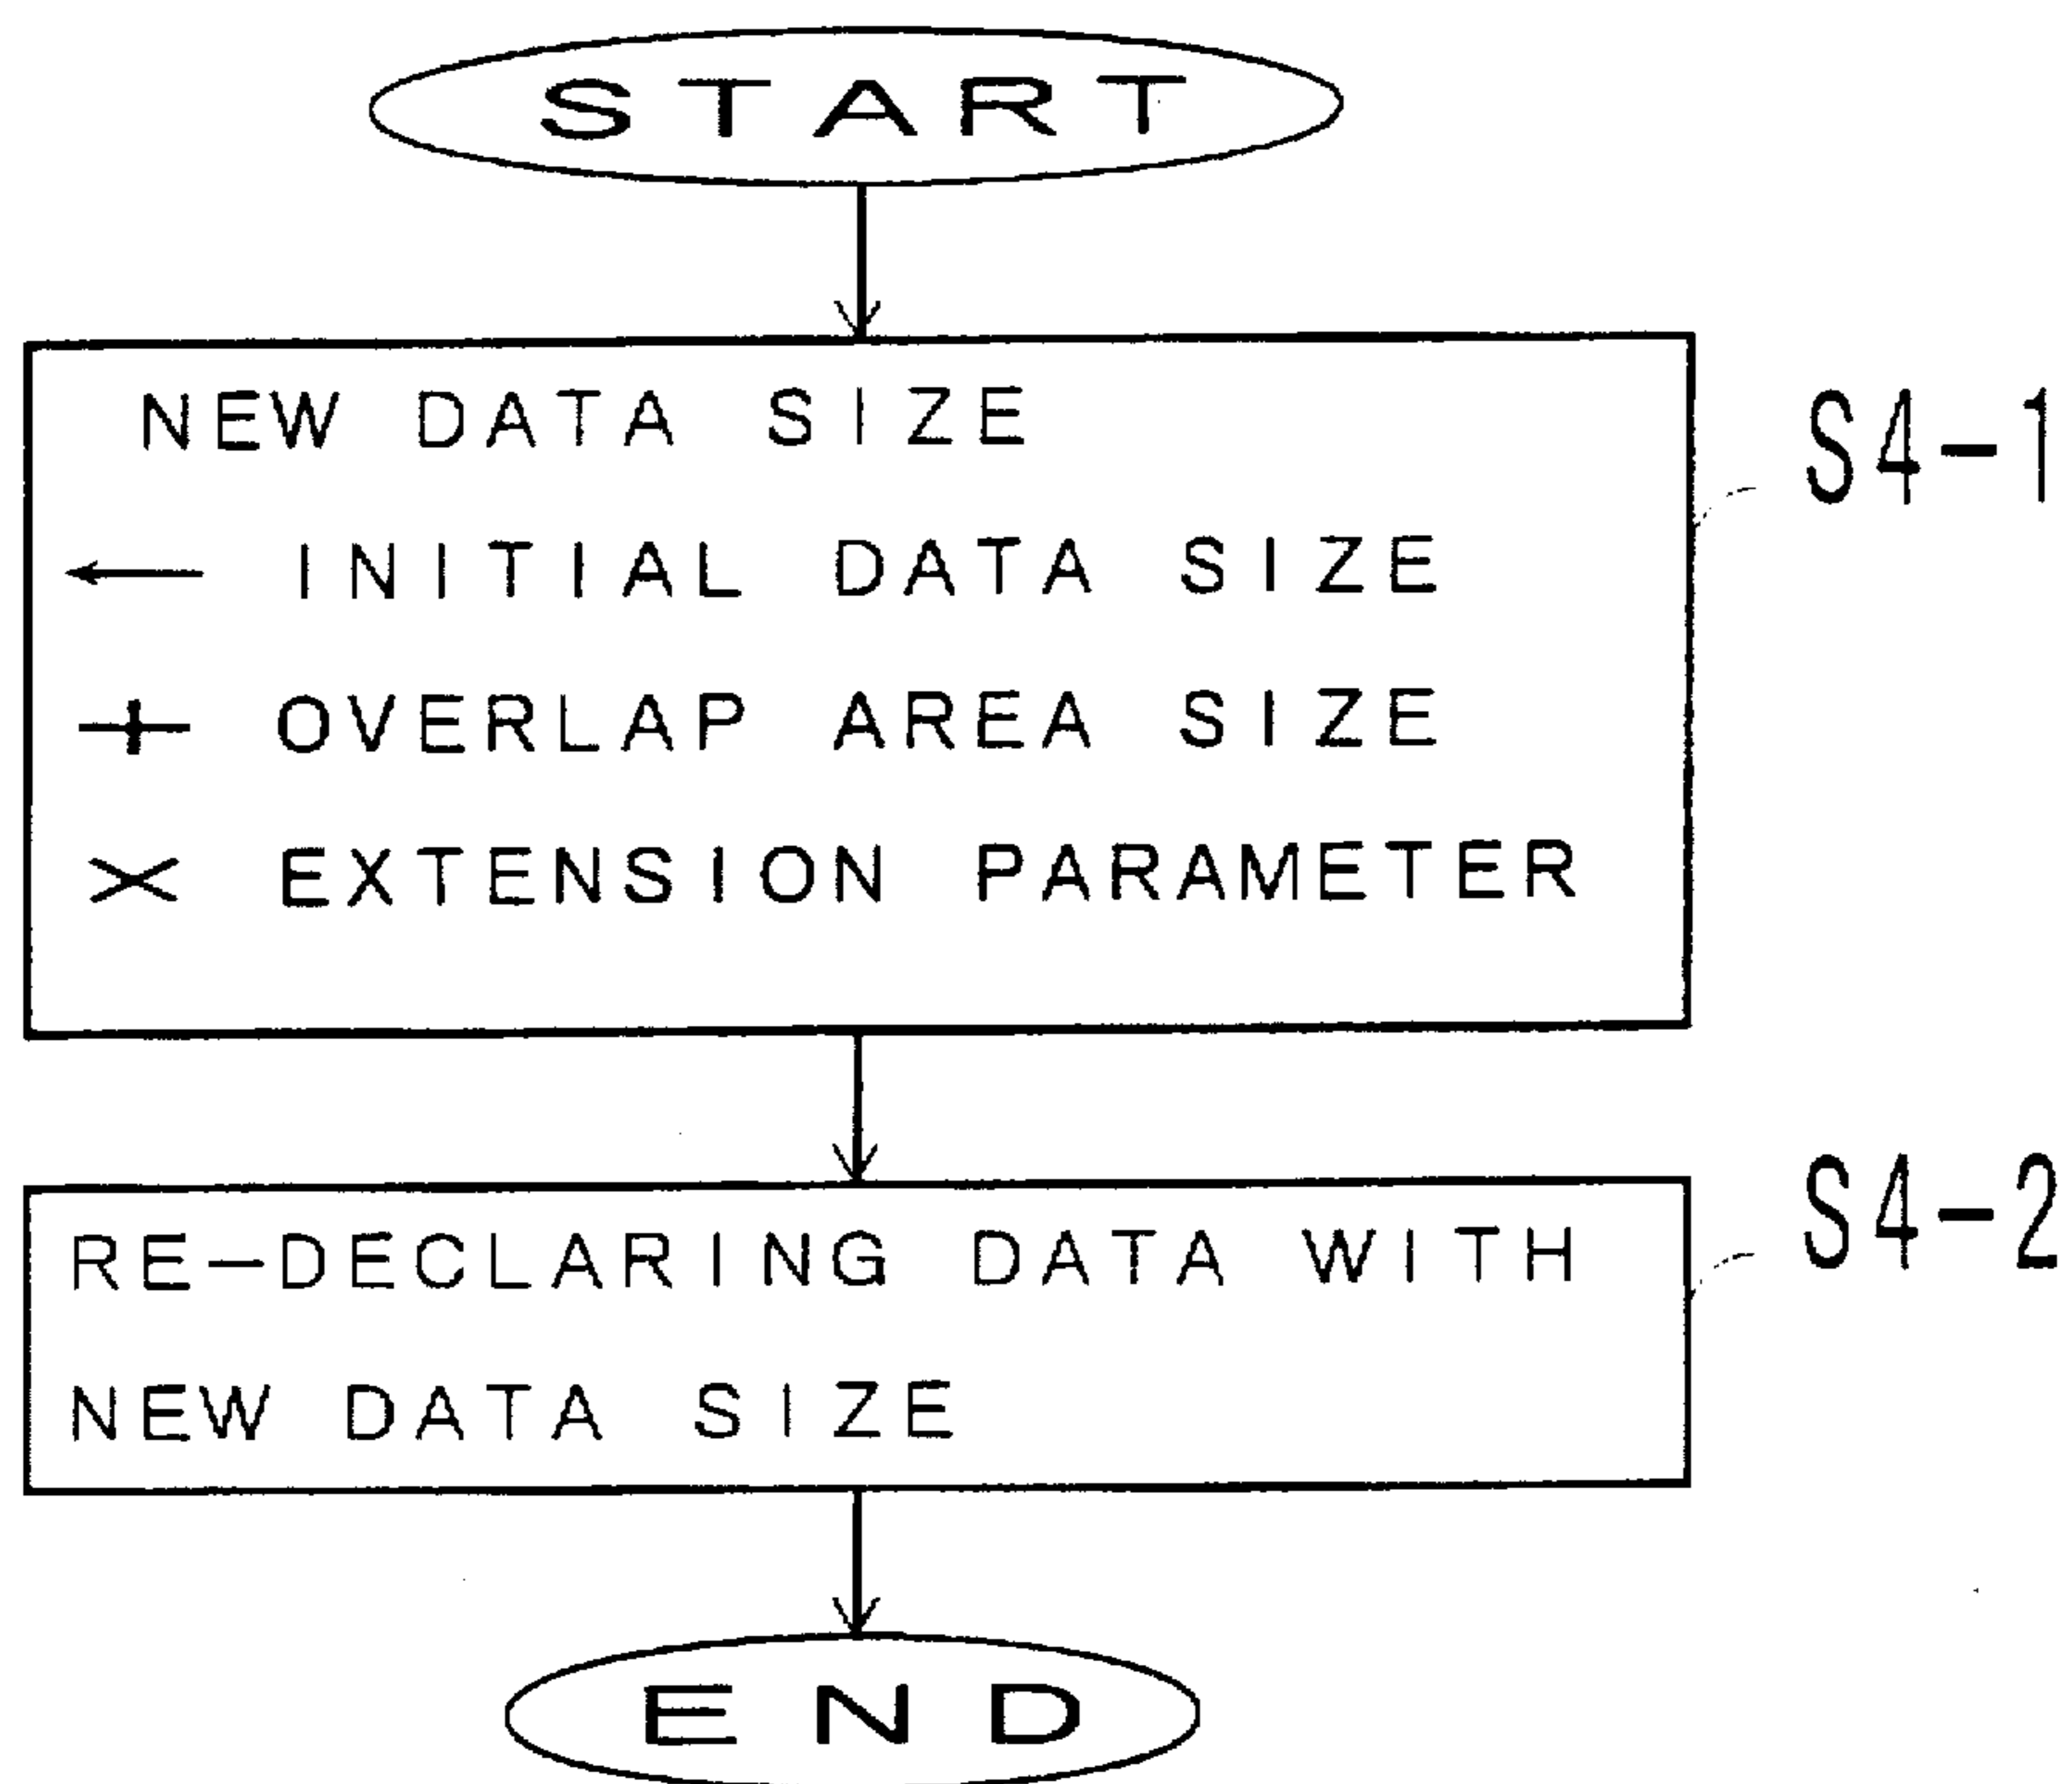 START
NEW DATA SIZE
S4-1
← INITIAL DATA SIZE
+ OVERLAP AREA SIZE
× EXTENSION PARAMETER
S4-2
RE-DECLARING DATA WITH
NEW DATA SIZE
END